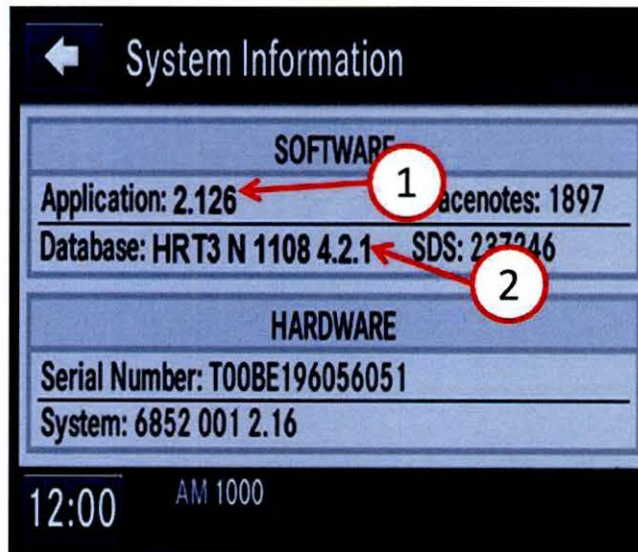 System Information
SOFTWARE
Application: 2.126 1 acenotes: 1897
Database: HRT3 N 1108 4.2.1 SDS: 237246
2
HARDWARE
Serial Number: T00BE196056051
System: 6852 001 2.16
12:00 AM 1000